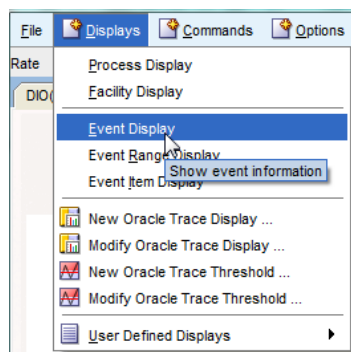 File Displays Commands Options
Rate
Process Display
Facility Display
DIO(
Event Display
Event Range Display
Show event information
Event Item Display
New Oracle Trace Display ...
Modify Oracle Trace Display ...
New Oracle Trace Threshold ...
Modify Oracle Trace Threshold ...
User Defined Displays